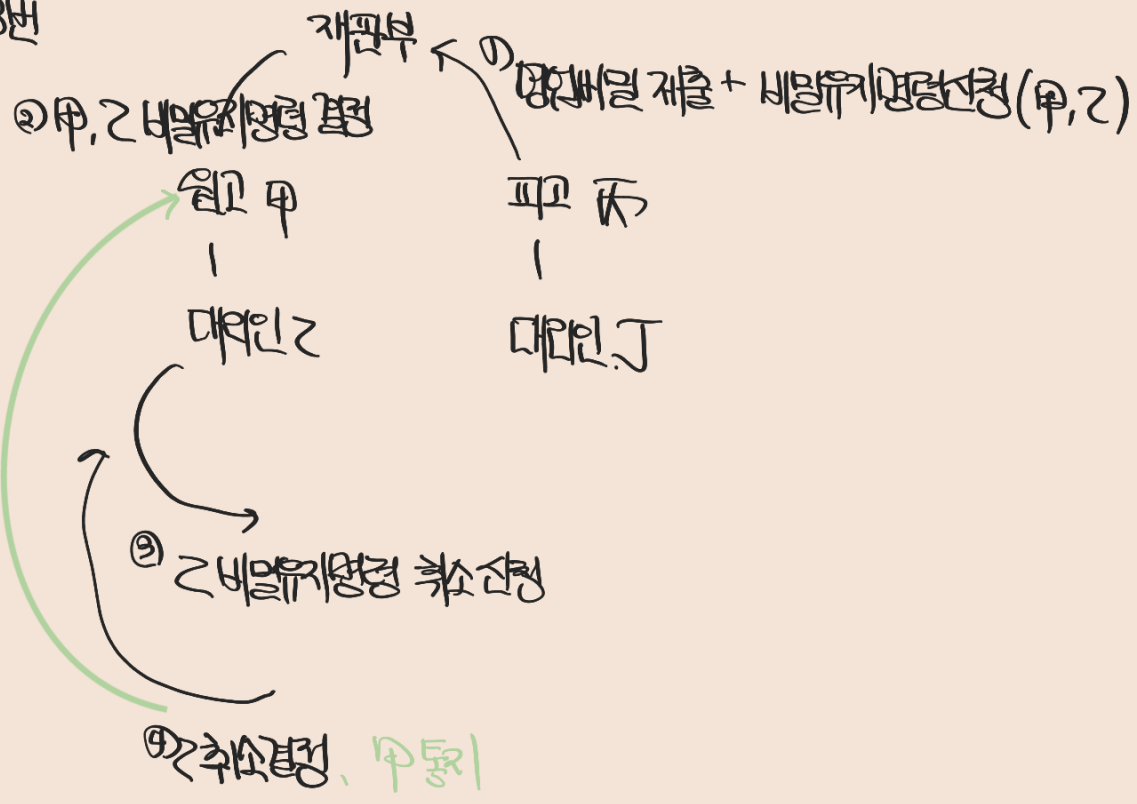 번
재판부
① 영업비밀 제출 + 비밀유지명령신청(甲,乙)
② 甲, 乙 비밀유지명령 결정
원고 甲
피고 丙
대리인 乙
대리인 丁
③ 乙 비밀유지명령 취소신청
④ 乙 취소결정、甲 통지